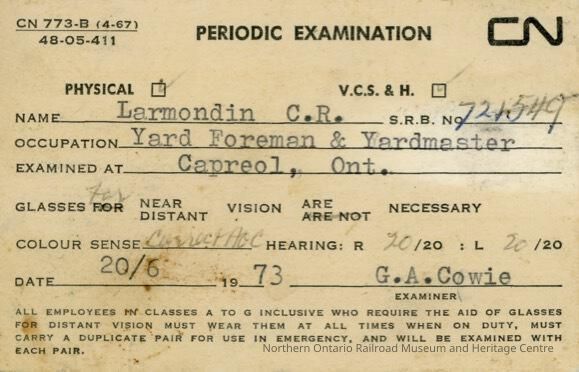 CN 773-B (4-67)
48-05-411
PERIODIC EXAMINATION
CN
PHYSICAL V.C.S. & H.
NAME Larmondin C.R. S.R.B. No 721549
OCCUPATION Yard Foreman & Yardmaster
EXAMINED AT Capreol, Ont.
for
GLASSES FOR NEAR DISTANT VISION ARE ARE NOT NECESSARY
COLOUR SENSE Correct ABC HEARING: R 20/20 : L 20/20
DATE 20/6 1973 G.A.Cowie
EXAMINER
ALL EMPLOYEES IN CLASSES A TO G INCLUSIVE WHO REQUIRE THE AID OF GLASSES
FOR DISTANT VISION MUST WEAR THEM AT ALL TIMES WHEN ON DUTY, MUST
CARRY A DUPLICATE PAIR FOR USE IN EMERGENCY, AND WILL BE EXAMINED WITH
EACH PAIR.
Northern Ontario Railroad Museum and Heritage Centre